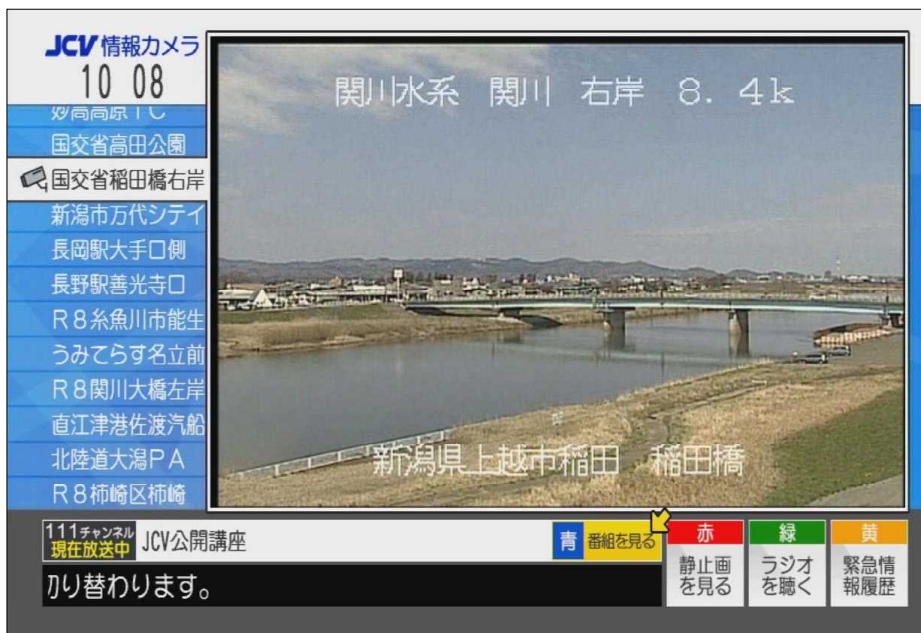 JCV 情報カメラ
10 08
妙高高原IC
国交省高田公園
国交省稲田橋右岸
新潟市万代シテイ
長岡駅大手口側
長野駅善光寺口
R8糸魚川市能生
うみてらす名立前
R8関川大橋左岸
直江津港佐渡汽船
北陸道大潟PA
R8柿崎区柿崎
関川水系 関川 右岸 8.4k
新潟県上越市稲田 稲田橋
111チャンネル
現在放送中
JCV公開講座
青 番組を見る
り替わります。
赤
静止画
を見る
緑
ラジオ
を聴く
黄
緊急情
報履歴